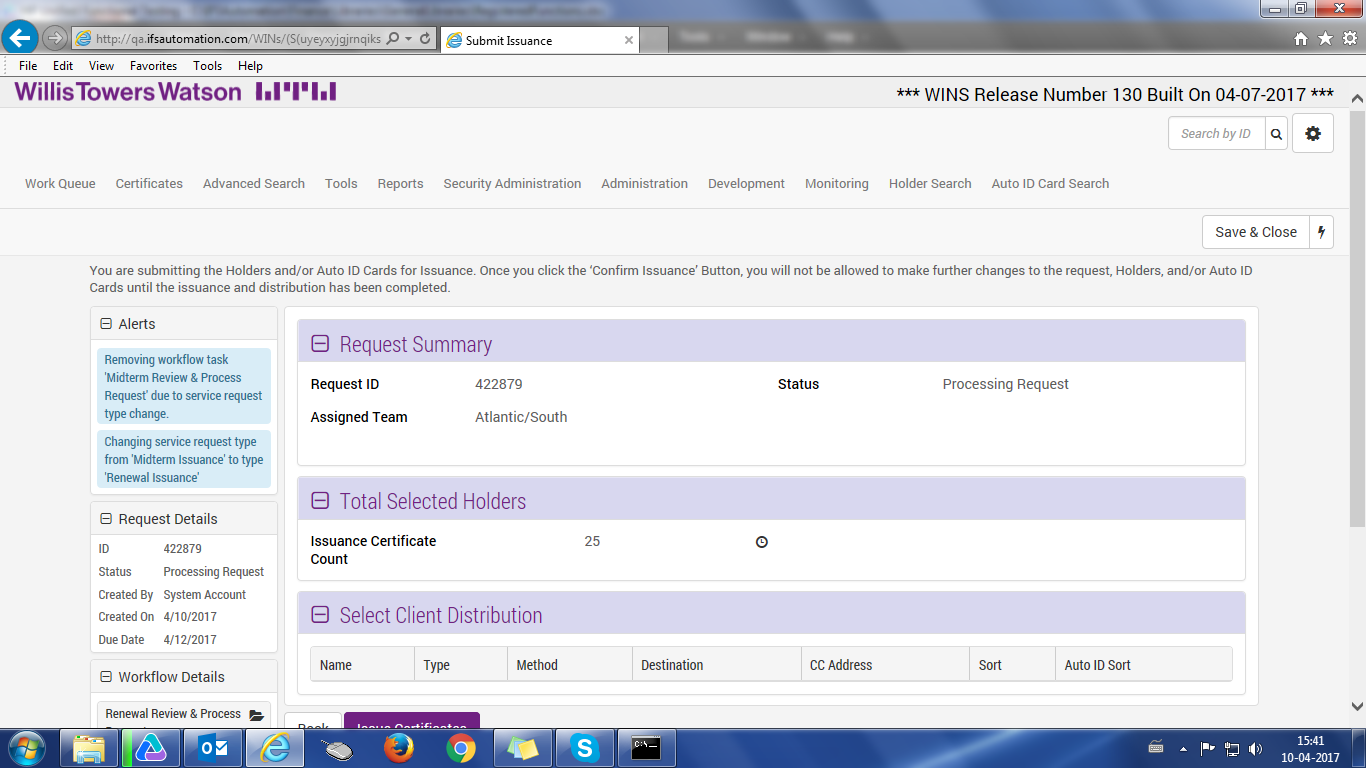 http://qa.ifsautomation.com/WINs/(S(uyeyxyjgjrnqiks
Submit Issuance
File Edit View Favorites Tools Help
Willis Towers Watson
*** WINS Release Number 130 Built On 04-07-2017 ***
Search by ID
Work Queue Certificates Advanced Search Tools Reports Security Administration Administration Development Monitoring Holder Search Auto ID Card Search
Save & Close
You are submitting the Holders and/or Auto ID Cards for Issuance. Once you click the ‘Confirm Issuance’ Button, you will not be allowed to make further changes to the request, Holders, and/or Auto ID
Cards until the issuance and distribution has been completed.
Alerts
Removing workflow task
'Midterm Review & Process
Request' due to service request
type change.
Changing service request type
from 'Midterm Issuance' to type
'Renewal Issuance'
Request Details
ID 422879
Status Processing Request
Created By System Account
Created On 4/10/2017
Due Date 4/12/2017
Workflow Details
Renewal Review & Process
Request Summary
Request ID 422879 Status Processing Request
Assigned Team Atlantic/South
Total Selected Holders
Issuance Certificate 25
Count
Select Client Distribution
Name Type Method Destination CC Address Sort Auto ID Sort
Back Issue Certificates
15:41
10-04-2017